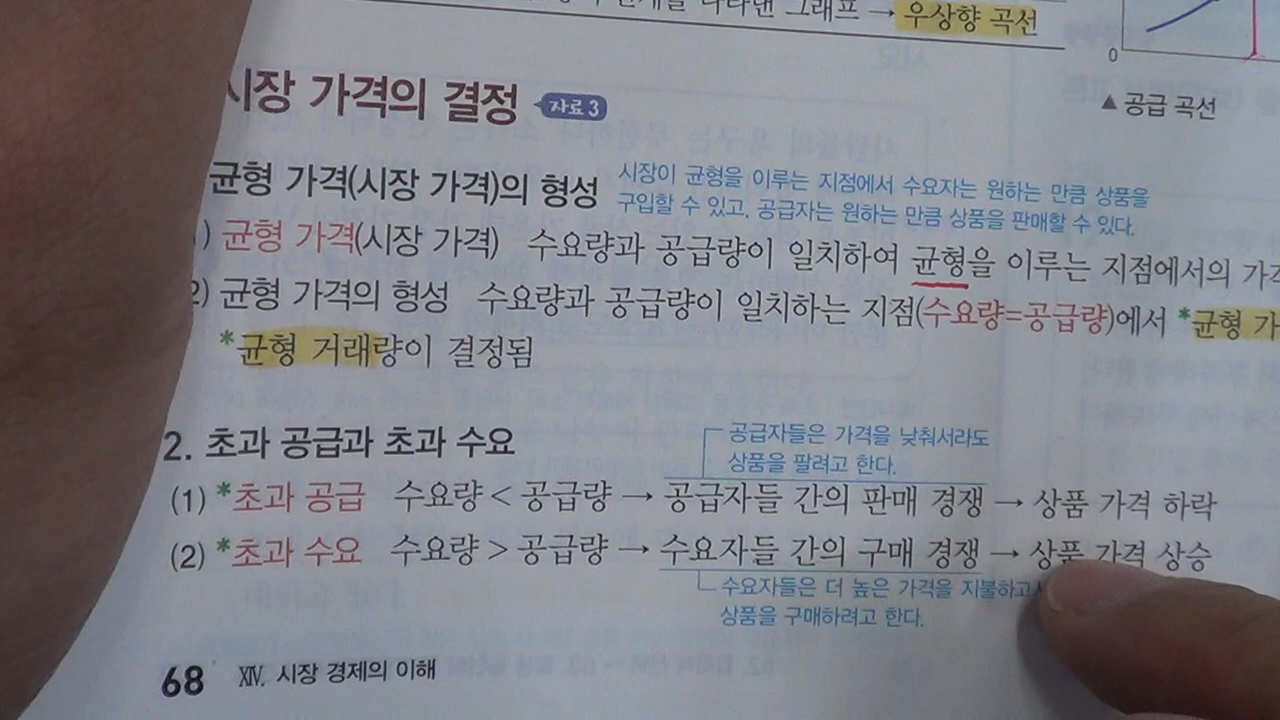 그래프 → 우상향 곡선
0
▲ 공급 곡선
시장 가격의 결정 자료 3
균형 가격(시장 가격)의 형성 시장이 균형을 이루는 지점에서 수요자는 원하는 만큼 상품을
구입할 수 있고, 공급자는 원하는 만큼 상품을 판매할 수 있다.
) 균형 가격(시장 가격) 수요량과 공급량이 일치하여 균형을 이루는 지점에서의
2) 균형 가격의 형성 수요량과 공급량이 일치하는 지점(수요량=공급량)에서 *균형
*균형 거래량이 결정됨
2. 초과 공급과 초과 수요
공급자들은 가격을 낮춰서라도
상품을 팔려고 한다.
(1) *초과 공급 수요량 < 공급량 → 공급자들 간의 판매 경쟁 → 상품 가격 하락
(2) *초과 수요 수요량 > 공급량 → 수요자들 간의 구매 경쟁 → 상품 가격 상승
수요자들은 더 높은 가격을 지불하고
상품을 구매하려고 한다.
68 XIV. 시장 경제의 이해